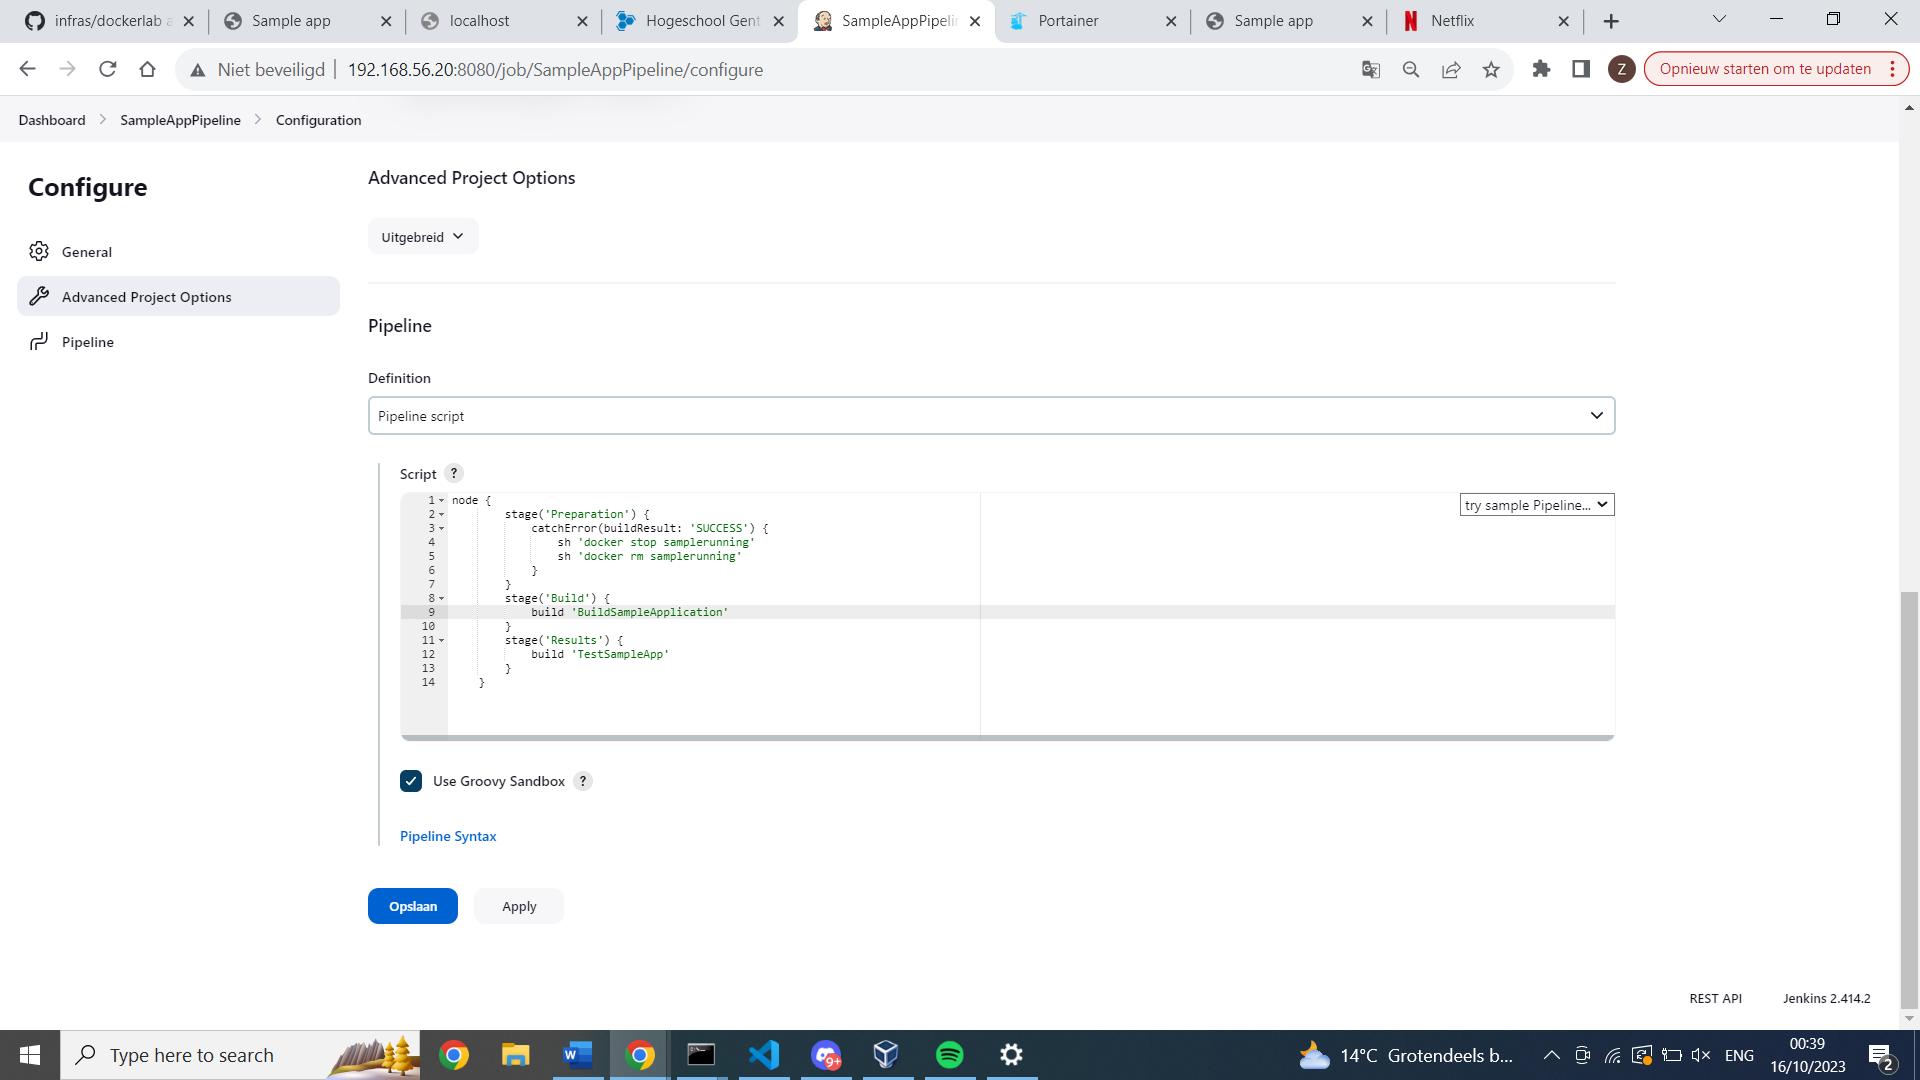 infras/dockerlab a
Sample app
localhost
Hogeschool Gent
SampleAppPipelin
Portainer
Sample app
Netflix
Niet beveiligd
192.168.56.20:8080/job/SampleAppPipeline/configure
Z
Opnieuw starten om te updaten
Dashboard
SampleAppPipeline
Configuration
Configure
General
Advanced Project Options
Pipeline
Advanced Project Options
Uitgebreid
Pipeline
Definition
Pipeline script
Script ?
try sample Pipeline...
1 node {
2 stage('Preparation') {
3 catchError(buildResult: 'SUCCESS') {
4 sh 'docker stop samplerunning'
5 sh 'docker rm samplerunning'
6 }
7 }
8 stage('Build') {
9 build 'BuildSampleApplication'
10 }
11 stage('Results') {
12 build 'TestSampleApp'
13 }
14 }
Use Groovy Sandbox ?
Pipeline Syntax
Opslaan
Apply
REST API
Jenkins 2.414.2
Type here to search
9+
14°C Grotendeels b...
ENG
00:39
16/10/2023
2